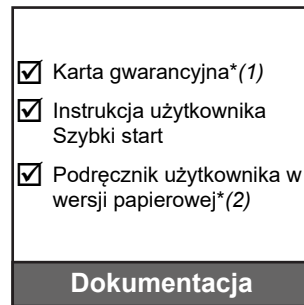 Karta gwarancyjna*(1)
Instrukcja użytkownika
Szybki start
Podręcznik użytkownika w
wersji papierowej*(2)
Dokumentacja